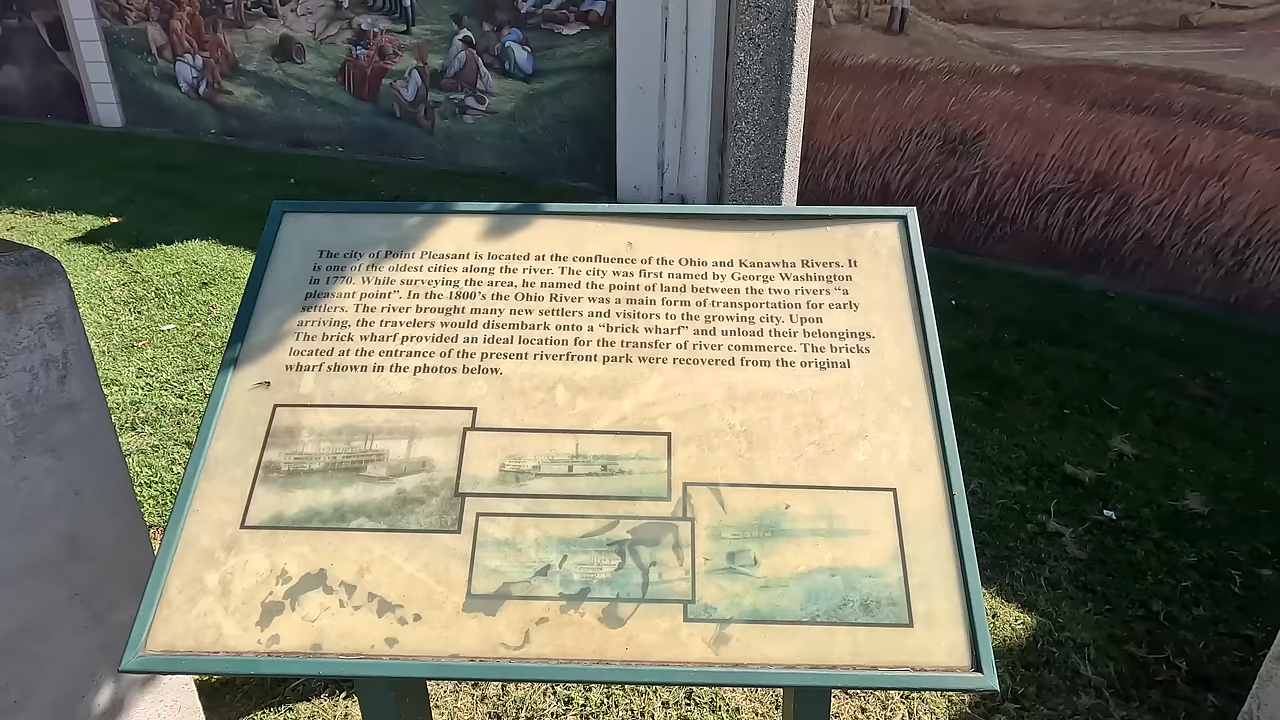 The city of Point Pleasant is located at the confluence of the Ohio and Kanawha Rivers. It
is one of the oldest cities along the river. The city was first named by George Washington
in 1770. While surveying the area, he named the point of land between the two rivers “a
pleasant point”. In the 1800’s the Ohio River was a main form of transportation for early
settlers. The river brought many new settlers and visitors to the growing city. Upon
arriving, the travelers would disembark onto a “brick wharf” and unload their belongings.
The brick wharf provided an ideal location for the transfer of river commerce. The bricks
located at the entrance of the present riverfront park were recovered from the original
wharf shown in the photos below.